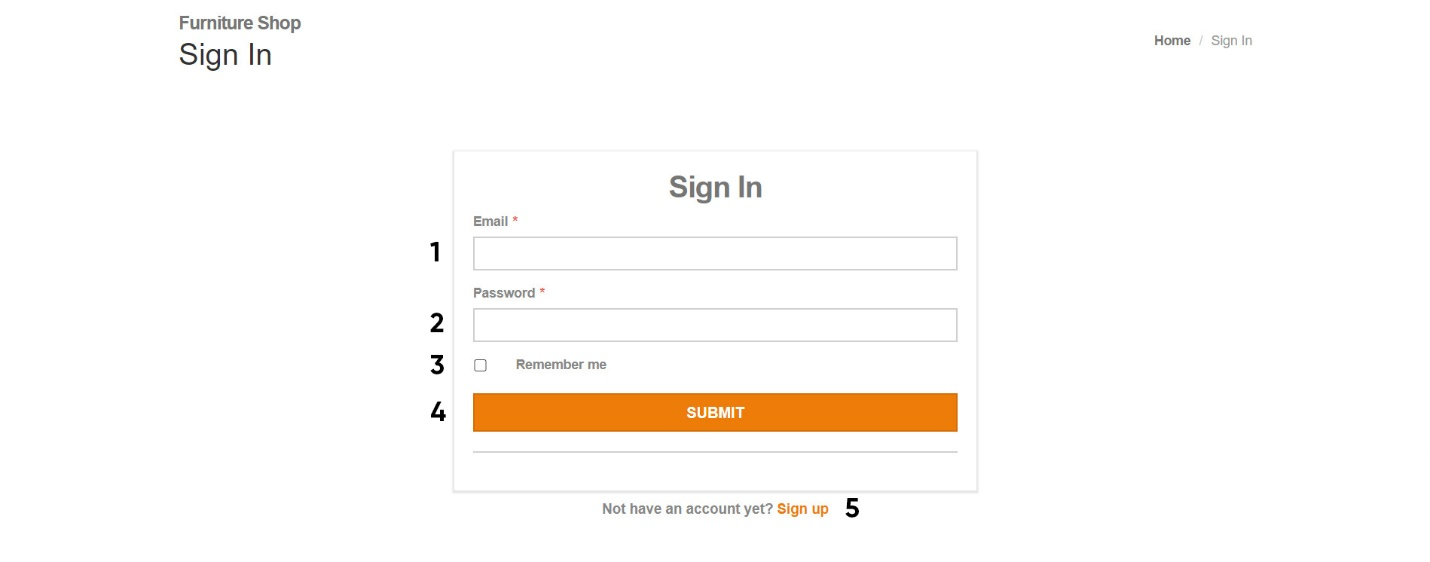 Furniture Shop
Sign In
Home / Sign In
Sign In
Email *
1
Password *
2
3 Remember me
4 SUBMIT
Not have an account yet? Sign up 5